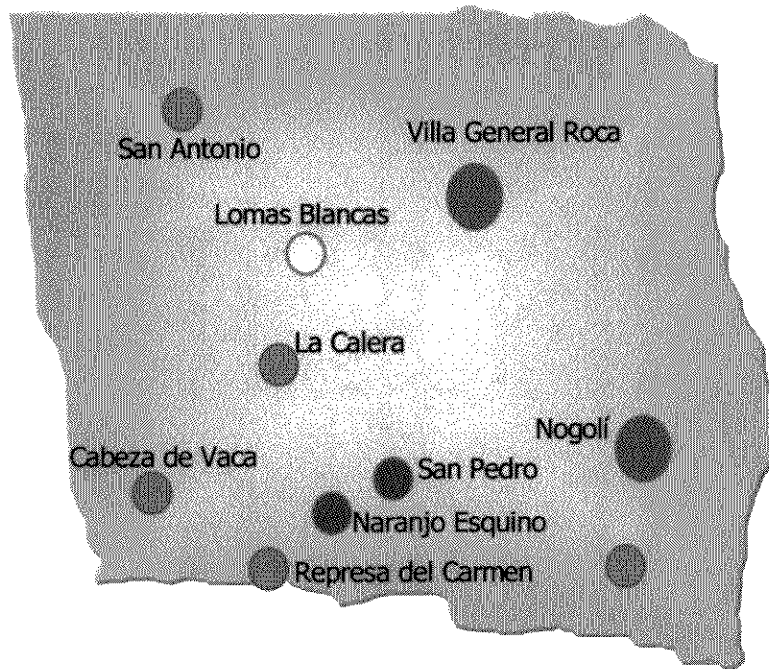 Villa General Roca
San Antonio
Lomas Blancas
La Calera
Nogolí
Cabeza de Vaca
San Pedro
Naranjo Esquino
Represa del Carmen